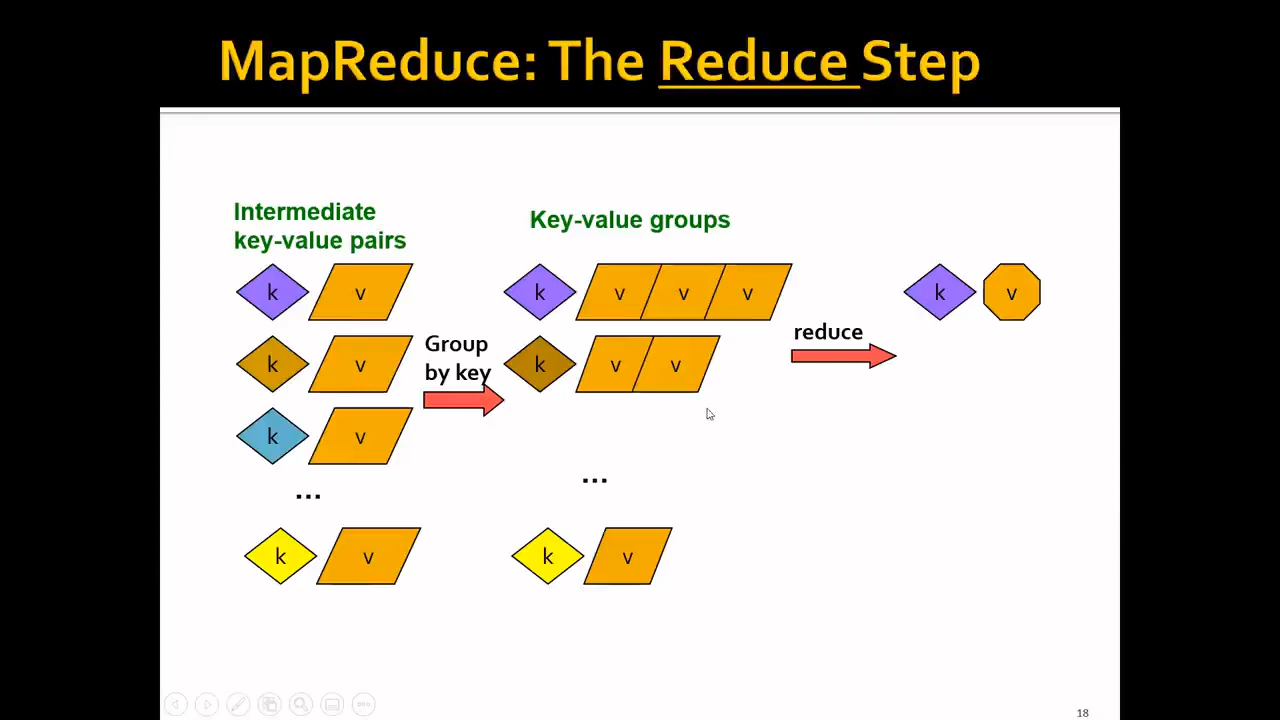 MapReduce: The Reduce Step
Intermediate
key-value pairs
Key-value groups
k v
k v v v
k v
k v
k v v
k v
k v
k v
Group
by key
reduce
...
...
18